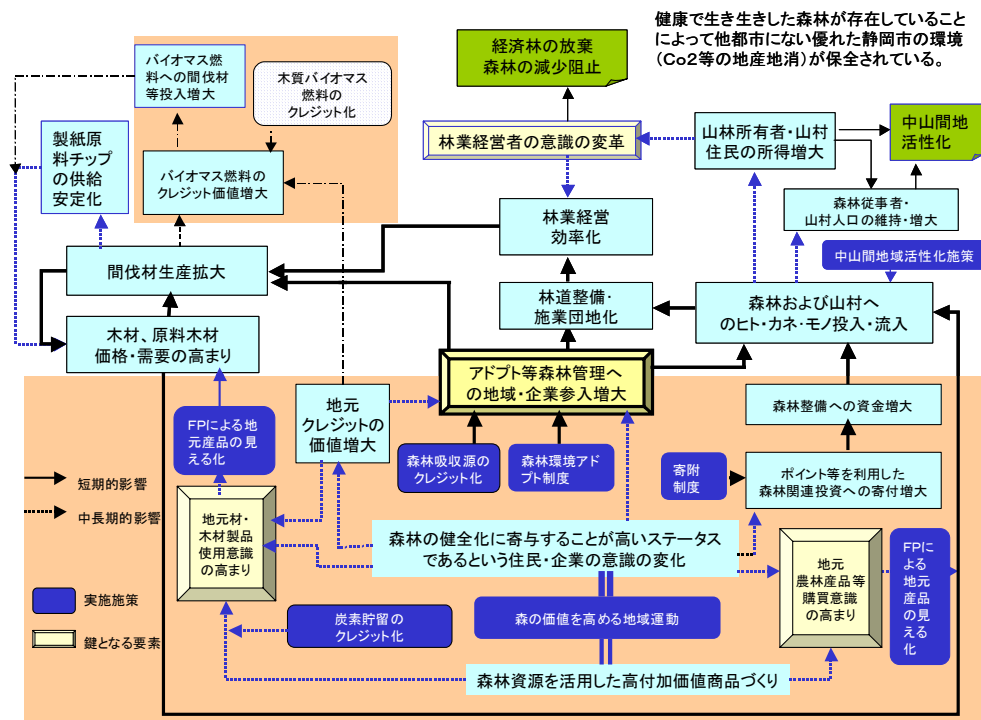 健康で生き生きした森林が存在していること
によって他都市にない優れた静岡市の環境
(Co2等の地産地消)が保全されている。
経済林の放棄
森林の減少阻止
バイオマス燃
料への間伐材
等投入増大
木質バイオマス
燃料の
クレジット化
林業経営者の意識の変革
山林所有者・山村
住民の所得増大
中山間地
活性化
製紙原
料チップ
の供給
安定化
バイオマス燃料の
クレジット価値増大
林業経営
効率化
森林従事者・
山村人口の維持・増大
中山間地域活性化施策
間伐材生産拡大
林道整備・
施業団地化
森林および山村へ
のヒト・カネ・モノ投入・流入
木材、原料木材
価格・需要の高まり
アドプト等森林管理へ
の地域・企業参入増大
地元
クレジットの
価値増大
森林整備への資金増大
FPによる地
元産品の見
える化
森林吸収源の
クレジット化
森林環境アド
プト制度
寄附
制度
ポイント等を利用した
森林関連投資への寄付増大
短期的影響
中長期的影響
地元材・
木材製品
使用意識
の高まり
森林の健全化に寄与することが高いステータス
であるという住民・企業の意識の変化
地元
農林産品等
購買意識
の高まり
FPに
よる
地元
産品
の見
える
化
実施施策
炭素貯留の
クレジット化
森の価値を高める地域運動
鍵となる要素
森林資源を活用した高付加価値商品づくり